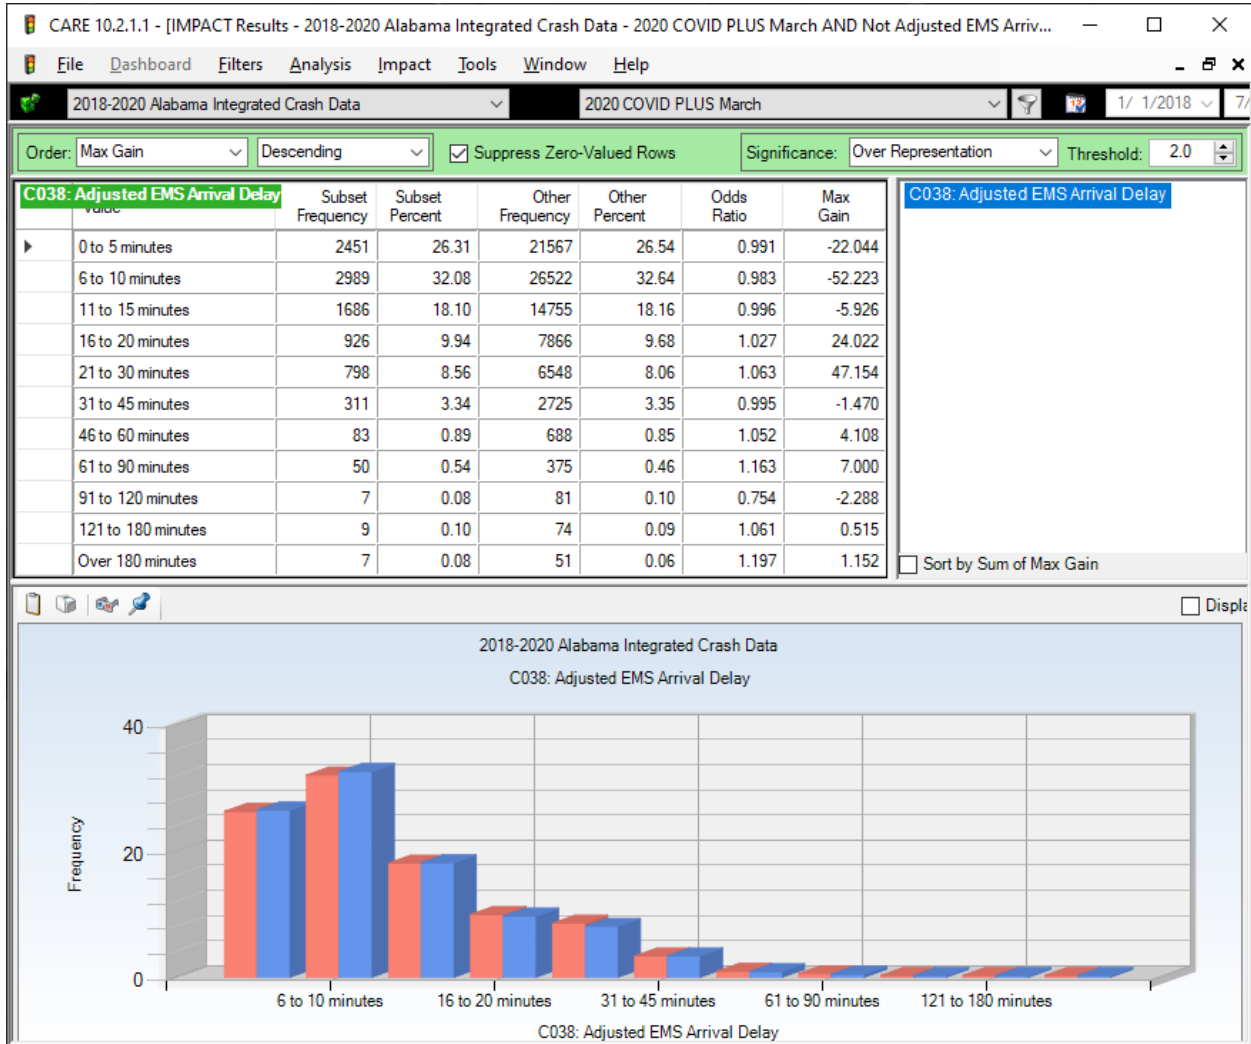 CARE 10.2.1.1 - [IMPACT Results - 2018-2020 Alabama Integrated Crash Data - 2020 COVID PLUS March AND Not Adjusted EMS Arriv...
File Dashboard Filters Analysis Impact Tools Window Help
2018-2020 Alabama Integrated Crash Data 2020 COVID PLUS March 1/ 1/2018 7/
Order: Max Gain Descending Suppress Zero-Valued Rows Significance: Over Representation Threshold: 2.0
C038: Adjusted EMS Arrival Delay Subset Frequency Subset Percent Other Frequency Other Percent Odds Ratio Max Gain C038: Adjusted EMS Arrival Delay
0 to 5 minutes 2451 26.31 21567 26.54 0.991 -22.044
6 to 10 minutes 2989 32.08 26522 32.64 0.983 -52.223
11 to 15 minutes 1686 18.10 14755 18.16 0.996 -5.926
16 to 20 minutes 926 9.94 7866 9.68 1.027 24.022
21 to 30 minutes 798 8.56 6548 8.06 1.063 47.154
31 to 45 minutes 311 3.34 2725 3.35 0.995 -1.470
46 to 60 minutes 83 0.89 688 0.85 1.052 4.108
61 to 90 minutes 50 0.54 375 0.46 1.163 7.000
91 to 120 minutes 7 0.08 81 0.10 0.754 -2.288
121 to 180 minutes 9 0.10 74 0.09 1.061 0.515
Over 180 minutes 7 0.08 51 0.06 1.197 1.152 Sort by Sum of Max Gain
Displa
2018-2020 Alabama Integrated Crash Data
C038: Adjusted EMS Arrival Delay
40
20
0
Frequency
6 to 10 minutes 16 to 20 minutes 31 to 45 minutes 61 to 90 minutes 121 to 180 minutes
C038: Adjusted EMS Arrival Delay